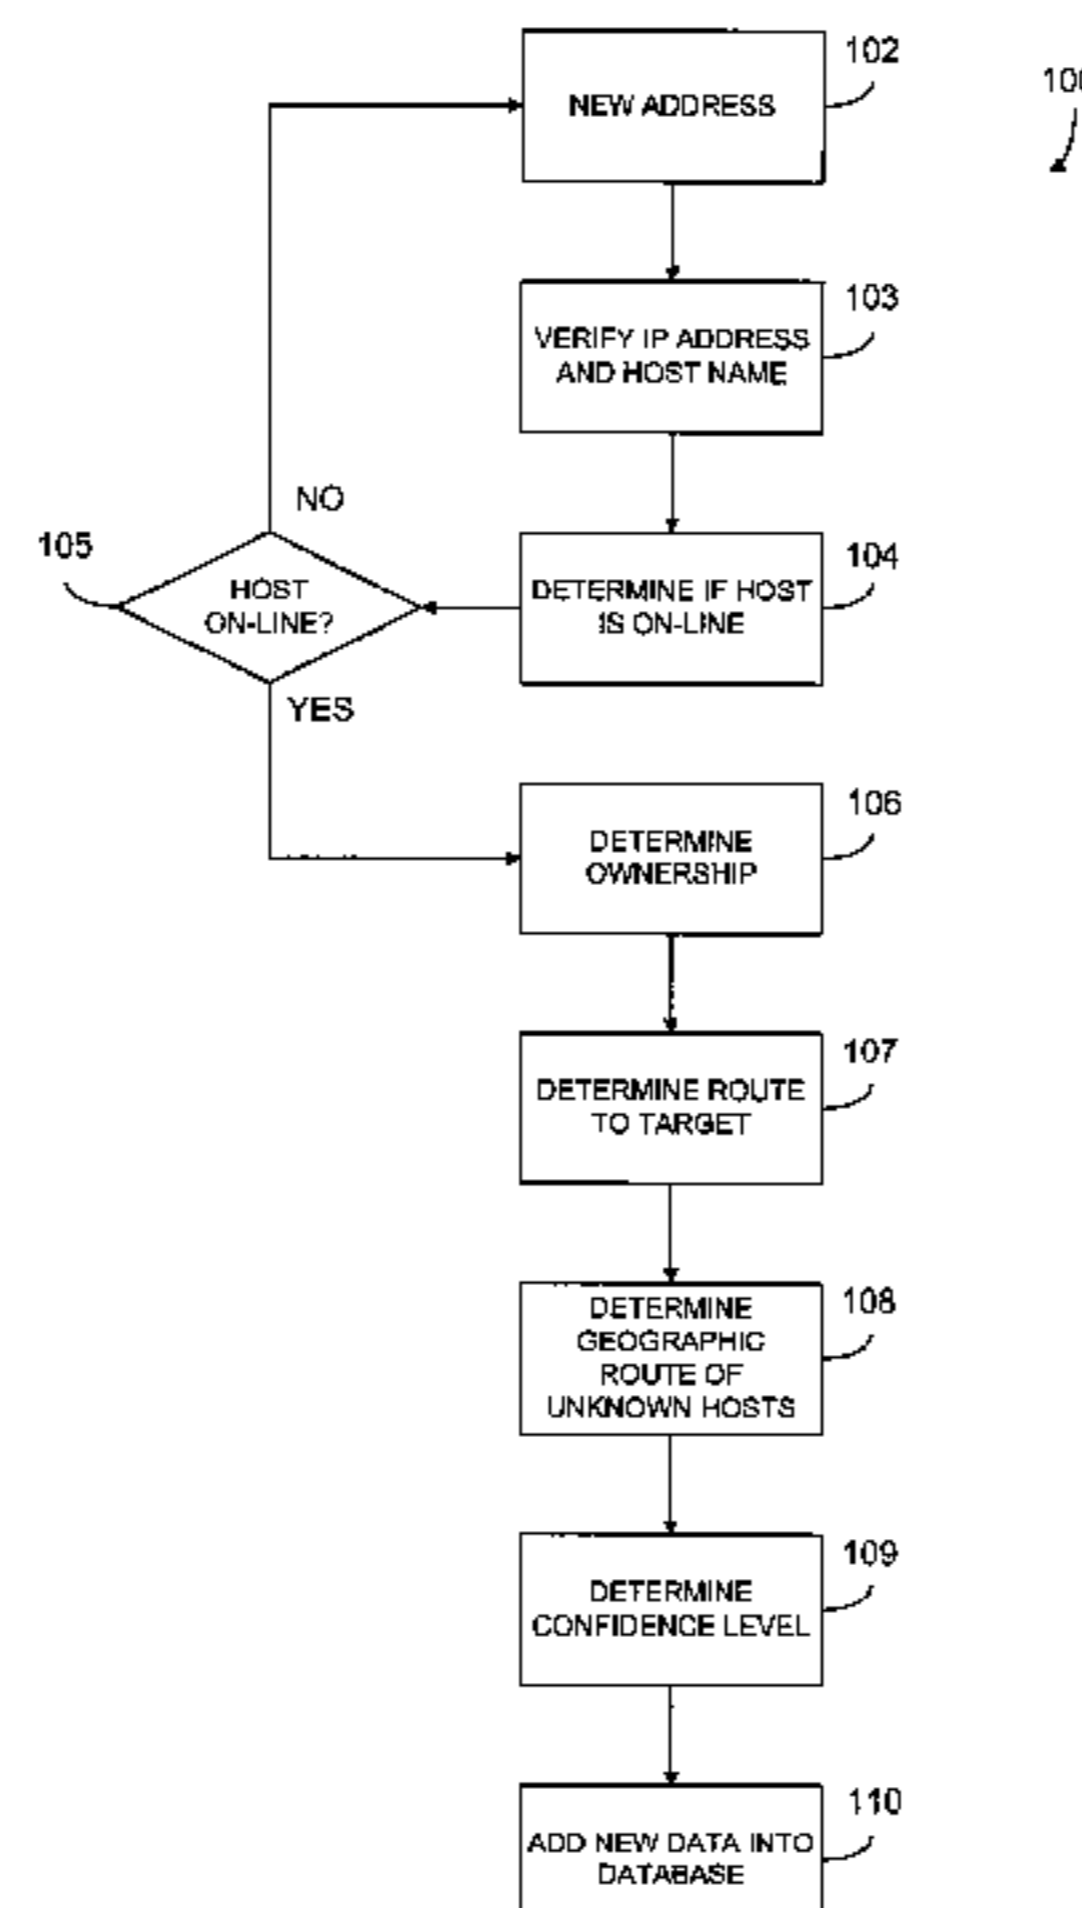 102
100
NEW ADDRESS
103
VERIFY IP ADDRESS
AND HOST NAME
NO
105
HOST
ON-LINE?
104
DETERMINE IF HOST
IS ON-LINE
YES
106
DETERMINE
OWNERSHIP
107
DETERMINE ROUTE
TO TARGET
108
DETERMINE
GEOGRAPHIC
ROUTE OF
UNKNOWN HOSTS
109
DETERMINE
CONFIDENCE LEVEL
110
ADD NEW DATA INTO
DATABASE